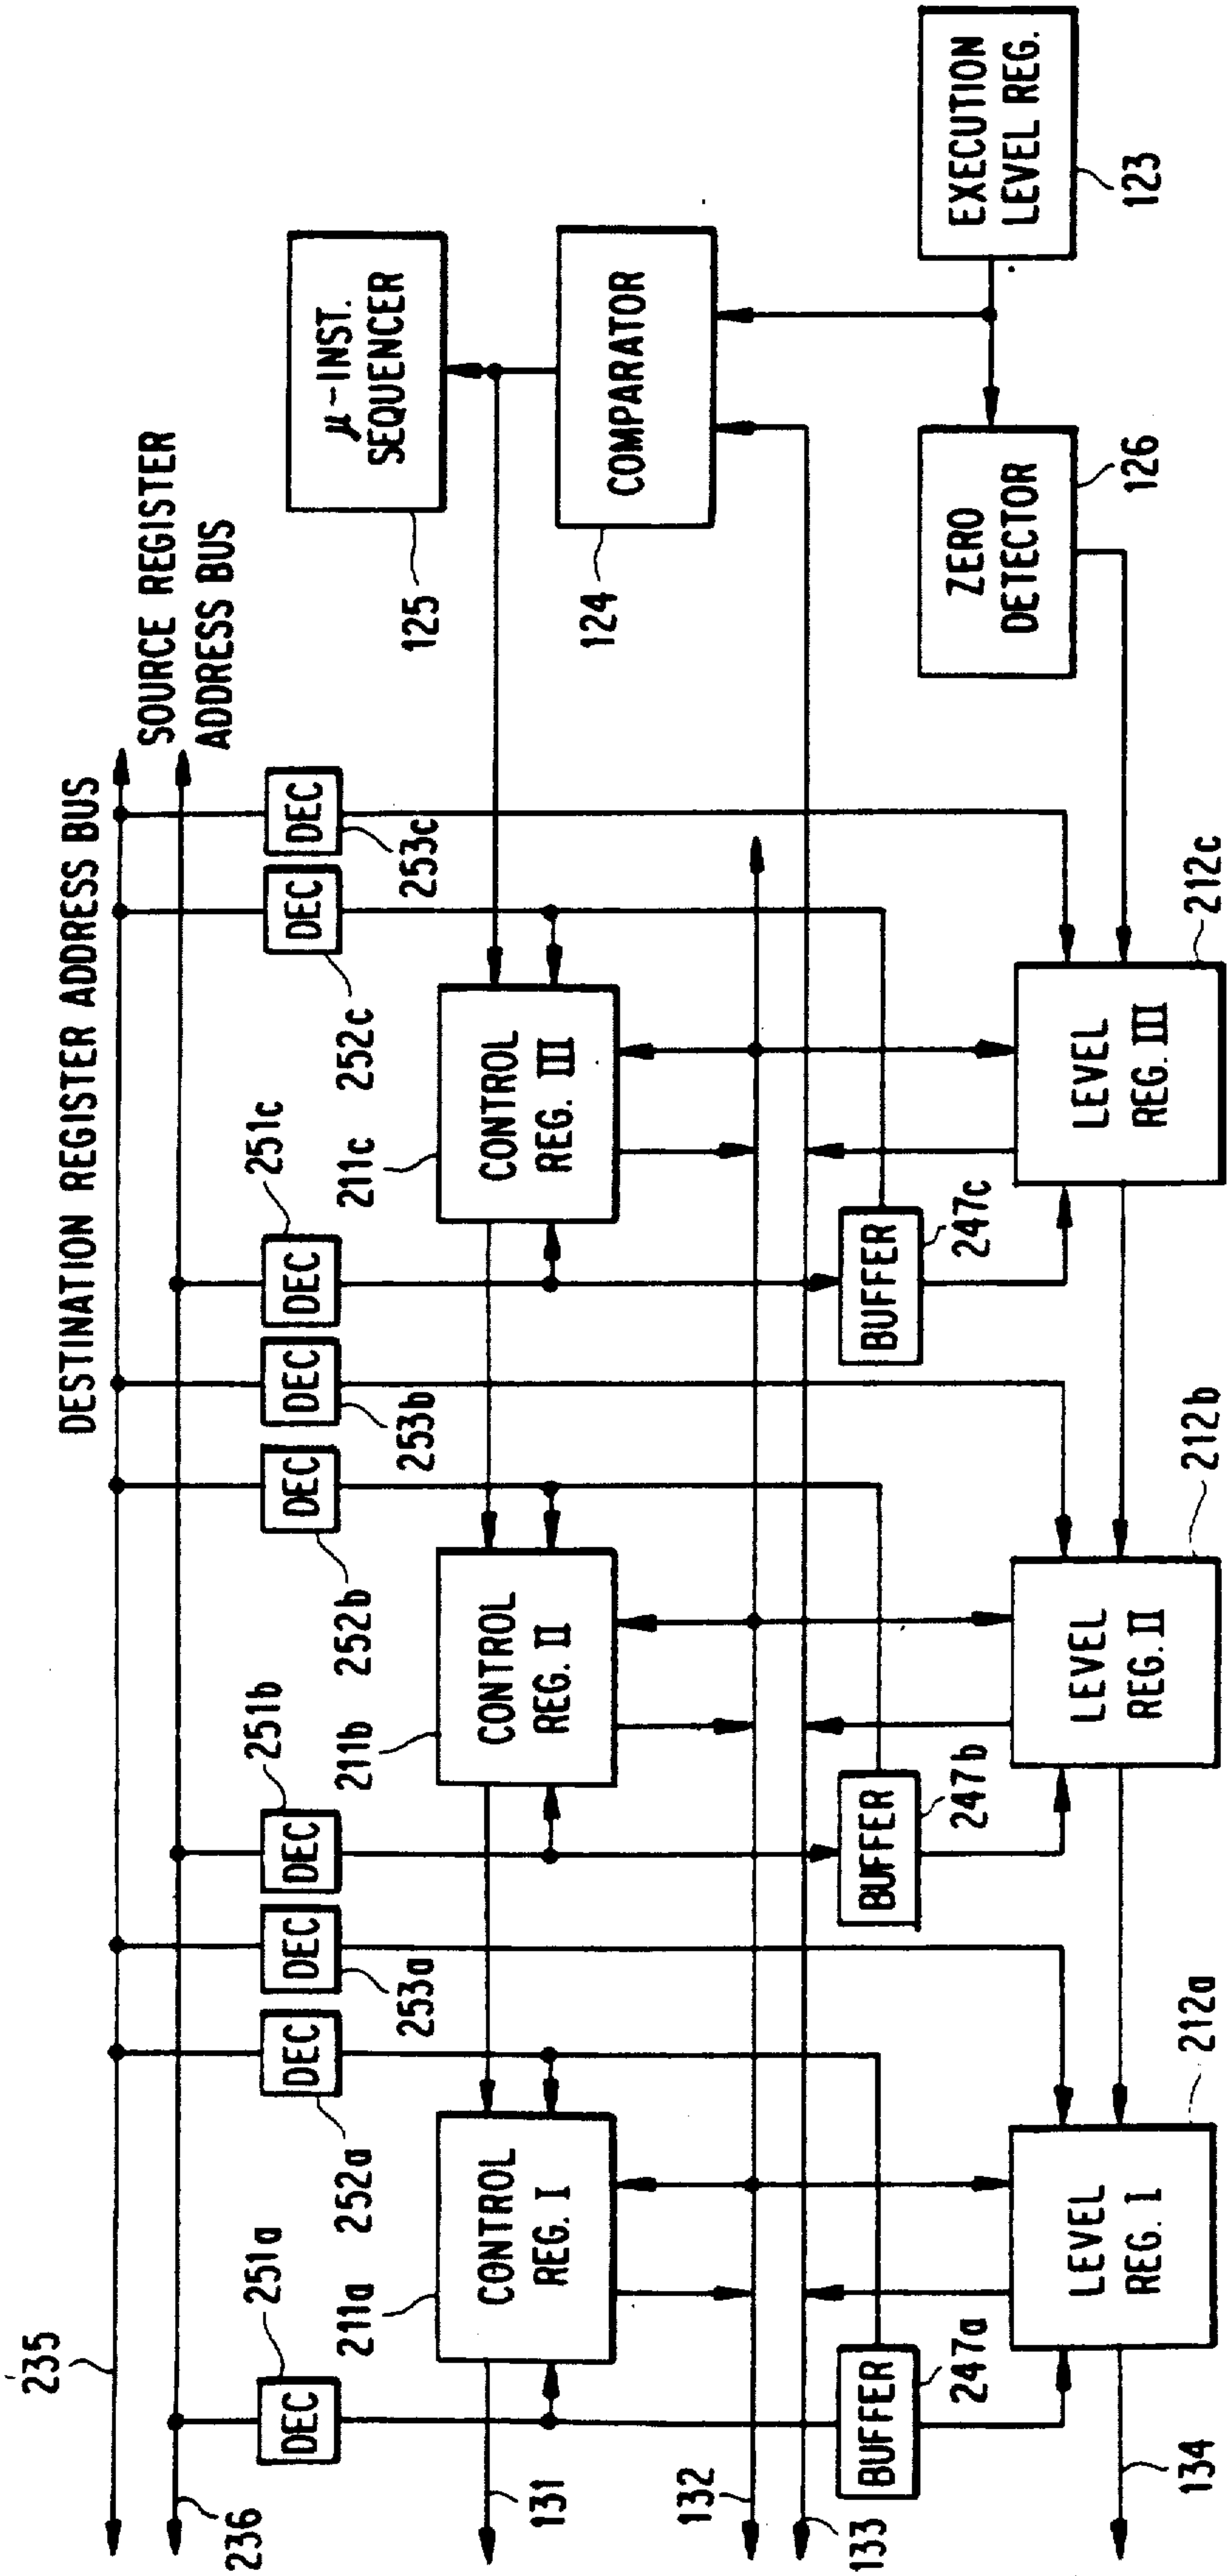 235
DESTINATION REGISTER ADDRESS BUS
236
SOURCE REGISTER
ADDRESS BUS
251a
DEC
252a
DEC
253a
DEC
251b
DEC
252b
DEC
253b
DEC
251c
DEC
252c
DEC
253c
DEC
125
μ-INST.
SEQUENCER
131
211a
CONTROL
REG. I
211b
CONTROL
REG. II
211c
CONTROL
REG. III
124
COMPARATOR
132
133
BUFFER
247a
BUFFER
247b
BUFFER
247c
134
LEVEL
REG. I
212a
LEVEL
REG. II
212b
LEVEL
REG. III
212c
ZERO
DETECTOR
126
EXECUTION
LEVEL REG.
123